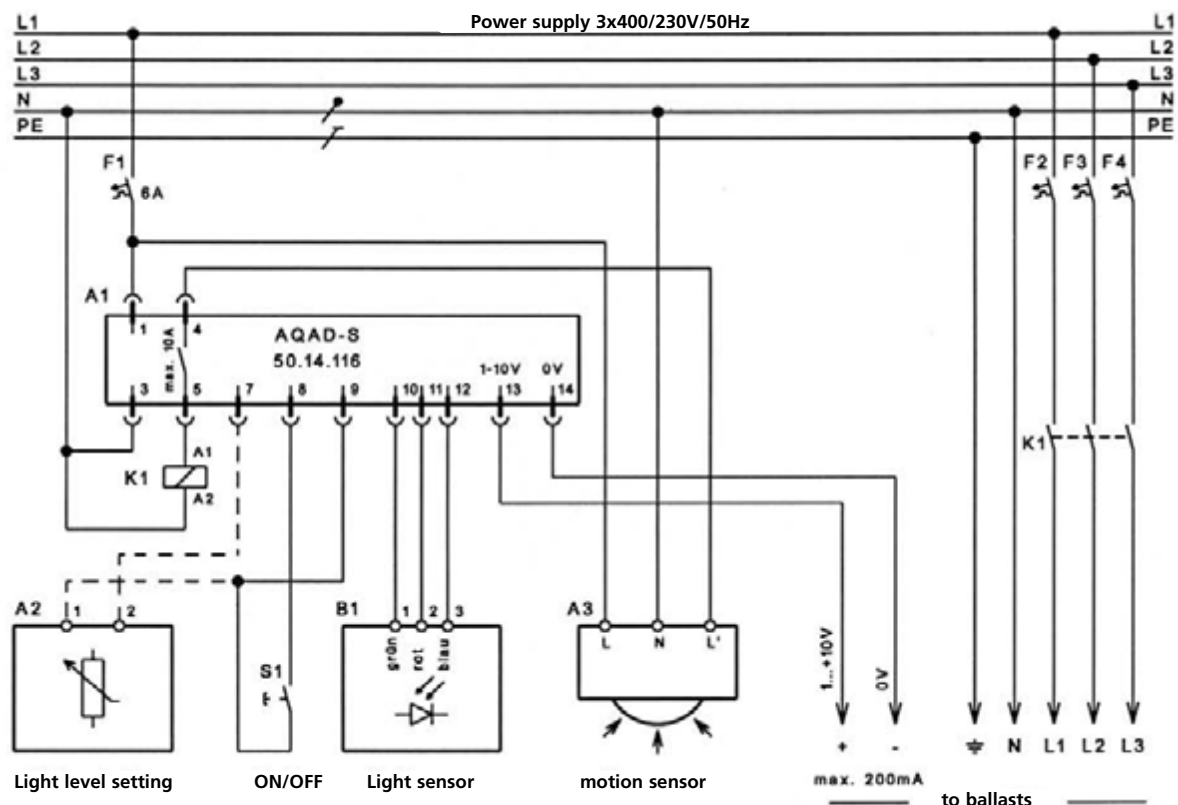 Power supply 3x400/230V/50Hz
L1 L1
L2 L2
L3 L3
N N
PE PE
F1 F2 F3 F4
6A
A1
1 4
AQAD-S
50.14.116
max. 10A
1-10V 0V
3 5 7 8 9 10 11 12 13 14
A1
K1
A2
K1
A2 1 2
B1 1 2 3
grün rot blau
A3
L N L'
S1
1...+10V 0V
+ - N L1 L2 L3
Light level setting ON/OFF Light sensor motion sensor
max. 200mA
to ballasts